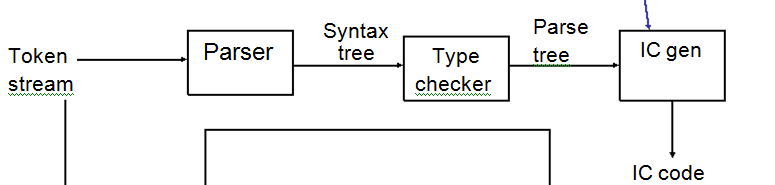 Token
stream
Parser
Syntax
tree
Type
checker
Parse
tree
IC gen
IC code